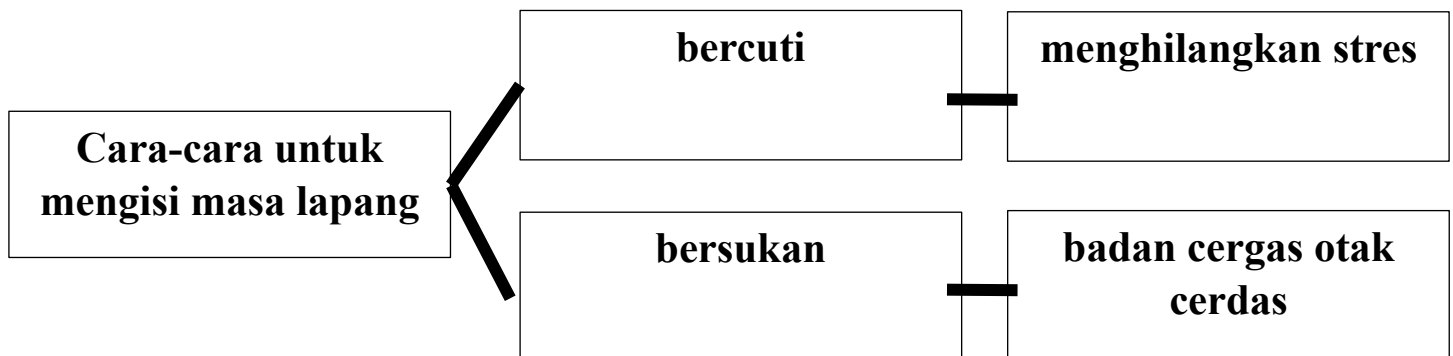 Cara-cara untuk
mengisi masa lapang
bercuti
menghilangkan stres
bersukan
badan cergas otak
cerdas